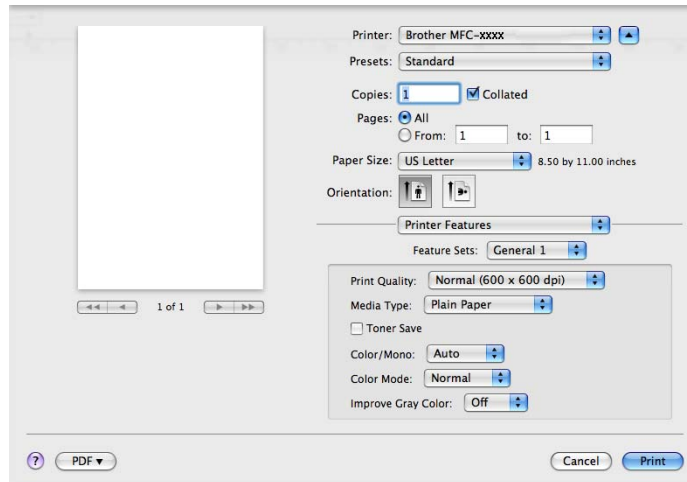 Printer: Brother MFC-xxxx
Presets: Standard
Copies: 1 Collated
Pages: All
From: 1 to: 1
Paper Size: US Letter 8.50 by 11.00 inches
Orientation:
Printer Features
Feature Sets: General 1
Print Quality: Normal (600 x 600 dpi)
Media Type: Plain Paper
Toner Save
Color/Mono: Auto
Color Mode: Normal
Improve Gray Color: Off
1 of 1
? PDF Cancel Print